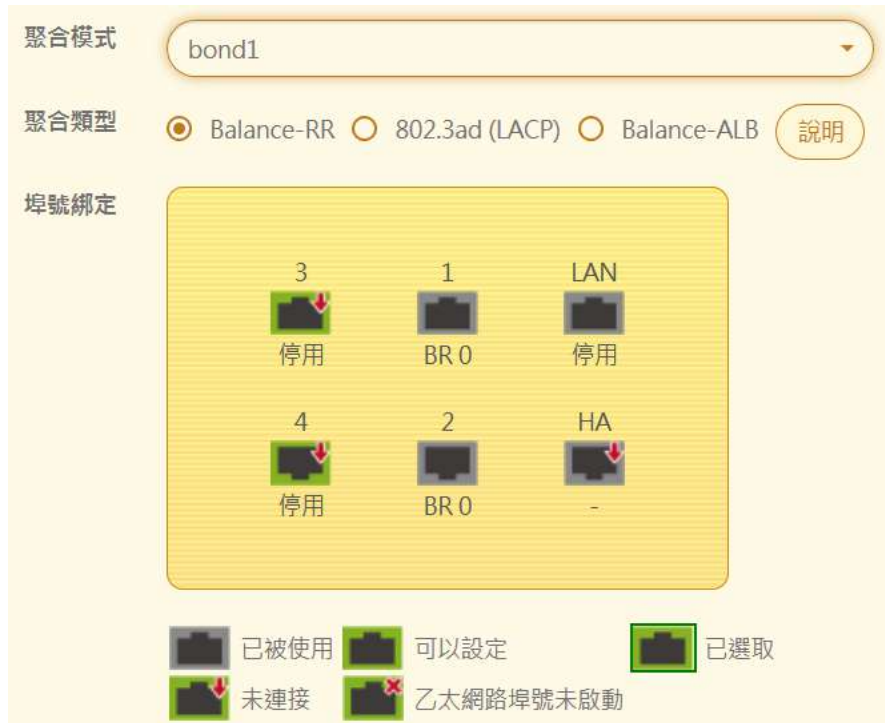 聚合模式 bond1
聚合類型 Balance-RR 802.3ad (LACP) Balance-ALB 說明
埠號綁定
3 1 LAN
停用 BR 0 停用
4 2 HA
停用 BR 0 -
已被使用 可以設定 已選取
未連接 乙太網路埠號未啟動